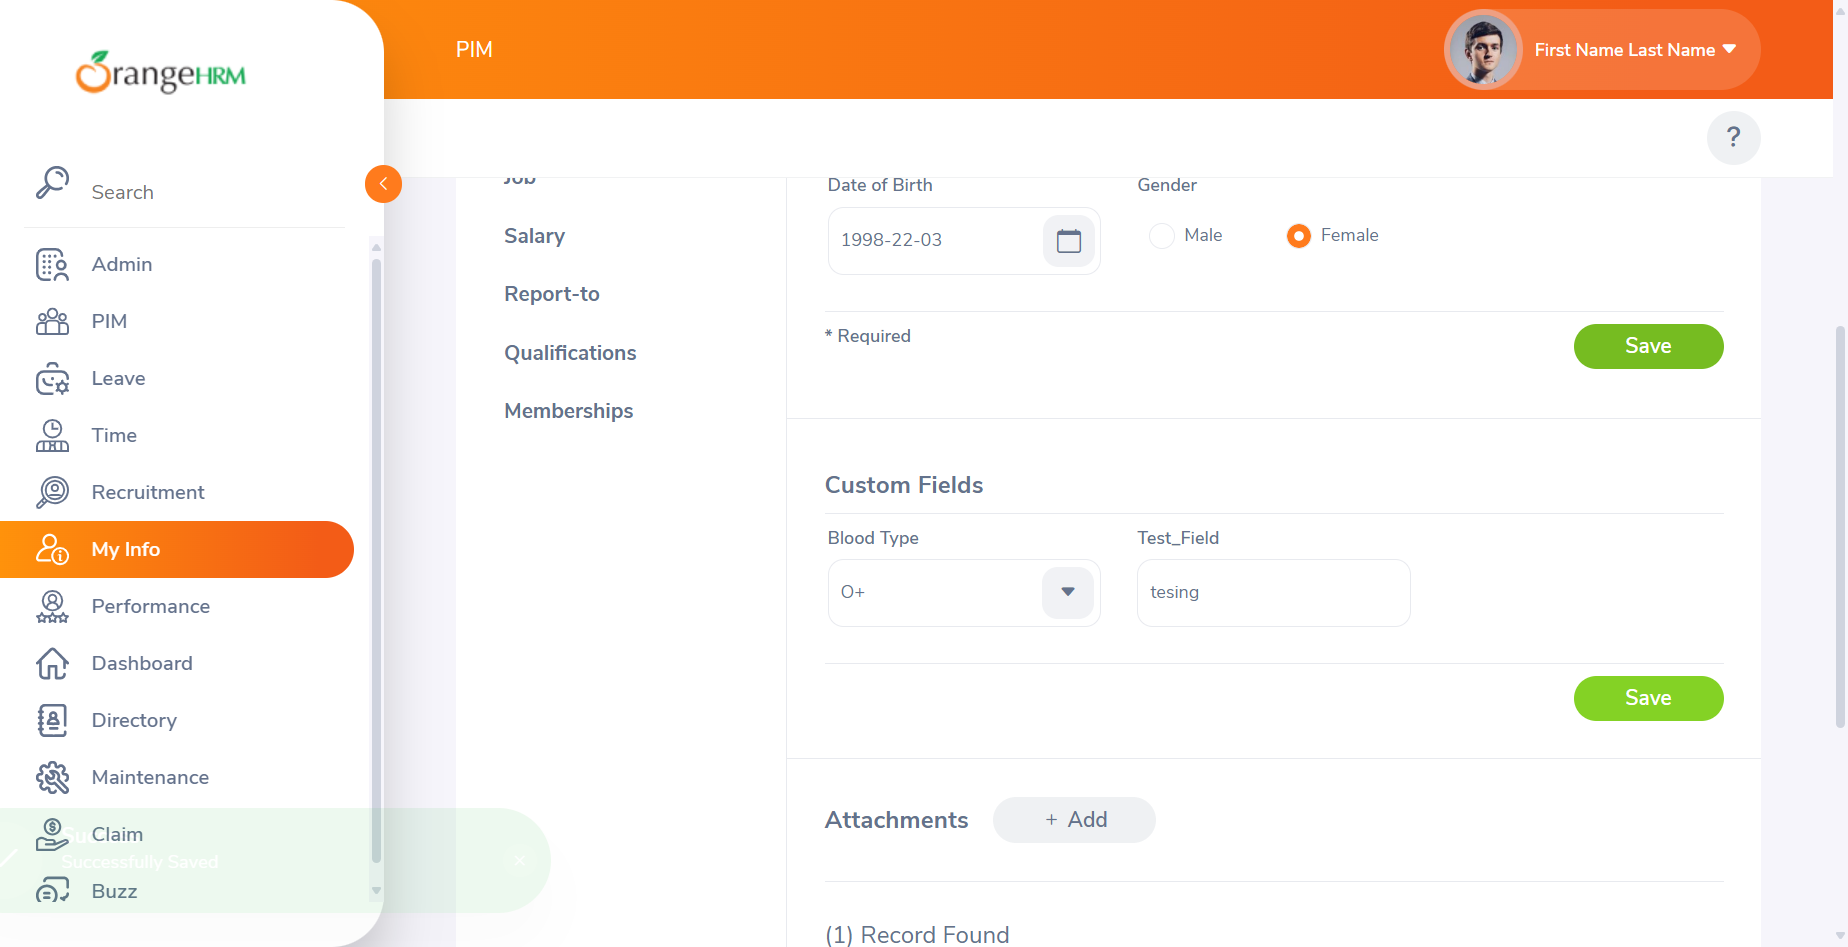 OrangeHRM
PIM
First Name Last Name
?
Search
Admin
PIM
Leave
Time
Recruitment
My Info
Performance
Dashboard
Directory
Maintenance
Claim
Successfully Saved
Buzz
Job
Salary
Report-to
Qualifications
Memberships
Date of Birth
Gender
1998-22-03
Male
Female
* Required
Save
Custom Fields
Blood Type
Test_Field
O+
tesing
Save
Attachments
+ Add
(1) Record Found